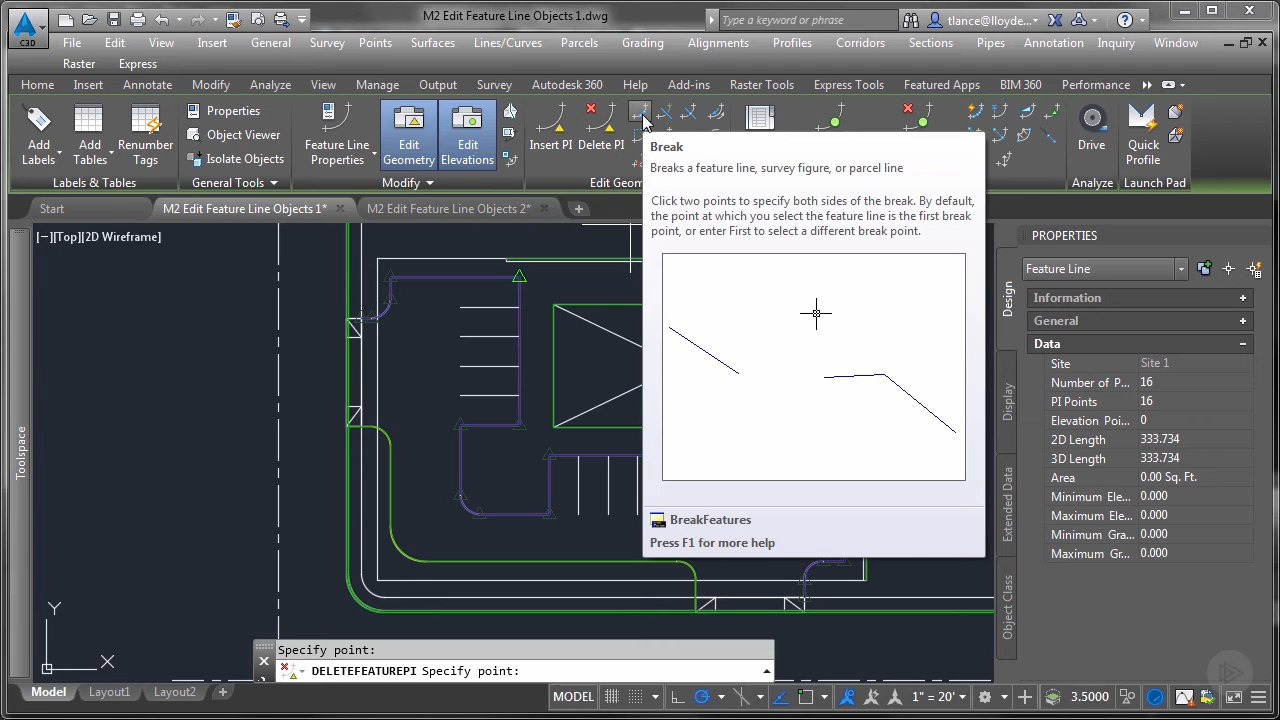 M2 Edit Feature Line Objects 1.dwg
Type a keyword or phrase
tlance@lloyde...
C3D
File Edit View Insert General Survey Points Surfaces Lines/Curves Parcels Grading Alignments Profiles Corridors Sections Pipes Annotation Inquiry Window
Raster Express
Home Insert Annotate Modify Analyze View Manage Output Survey Autodesk 360 Help Add-ins Raster Tools Express Tools Featured Apps BIM 360 Performance
Add
Labels
Add
Tables
Renumber
Tags
Properties
Object Viewer
Isolate Objects
Feature Line
Properties
Edit
Geometry
Edit
Elevations
Insert PI
Delete PI
Drive
Quick
Profile
Labels & Tables
General Tools
Modify
Edit Geom
Analyze
Launch Pad
Start
M2 Edit Feature Line Objects 1*
M2 Edit Feature Line Objects 2*
[−][Top][2D Wireframe]
Toolspace
Break
Breaks a feature line, survey figure, or parcel line
Click two points to specify both sides of the break. By default,
the point at which you select the feature line is the first break
point, or enter First to select a different break point.
BreakFeatures
Press F1 for more help
PROPERTIES
Feature Line
Design
Display
Extended Data
Object Class
Information
General
Data
Site Site 1
Number of P... 16
PI Points 16
Elevation Poi... 0
2D Length 333.734
3D Length 333.734
Area 0.00 Sq. Ft.
Minimum Ele... 0.000
Maximum Ele... 0.000
Minimum Gra... 0.000
Maximum Gr... 0.000
Y
X
Specify point:
DELETEFEATUREPI Specify point:
Model Layout1 Layout2 +
MODEL
1" = 20'
3.5000